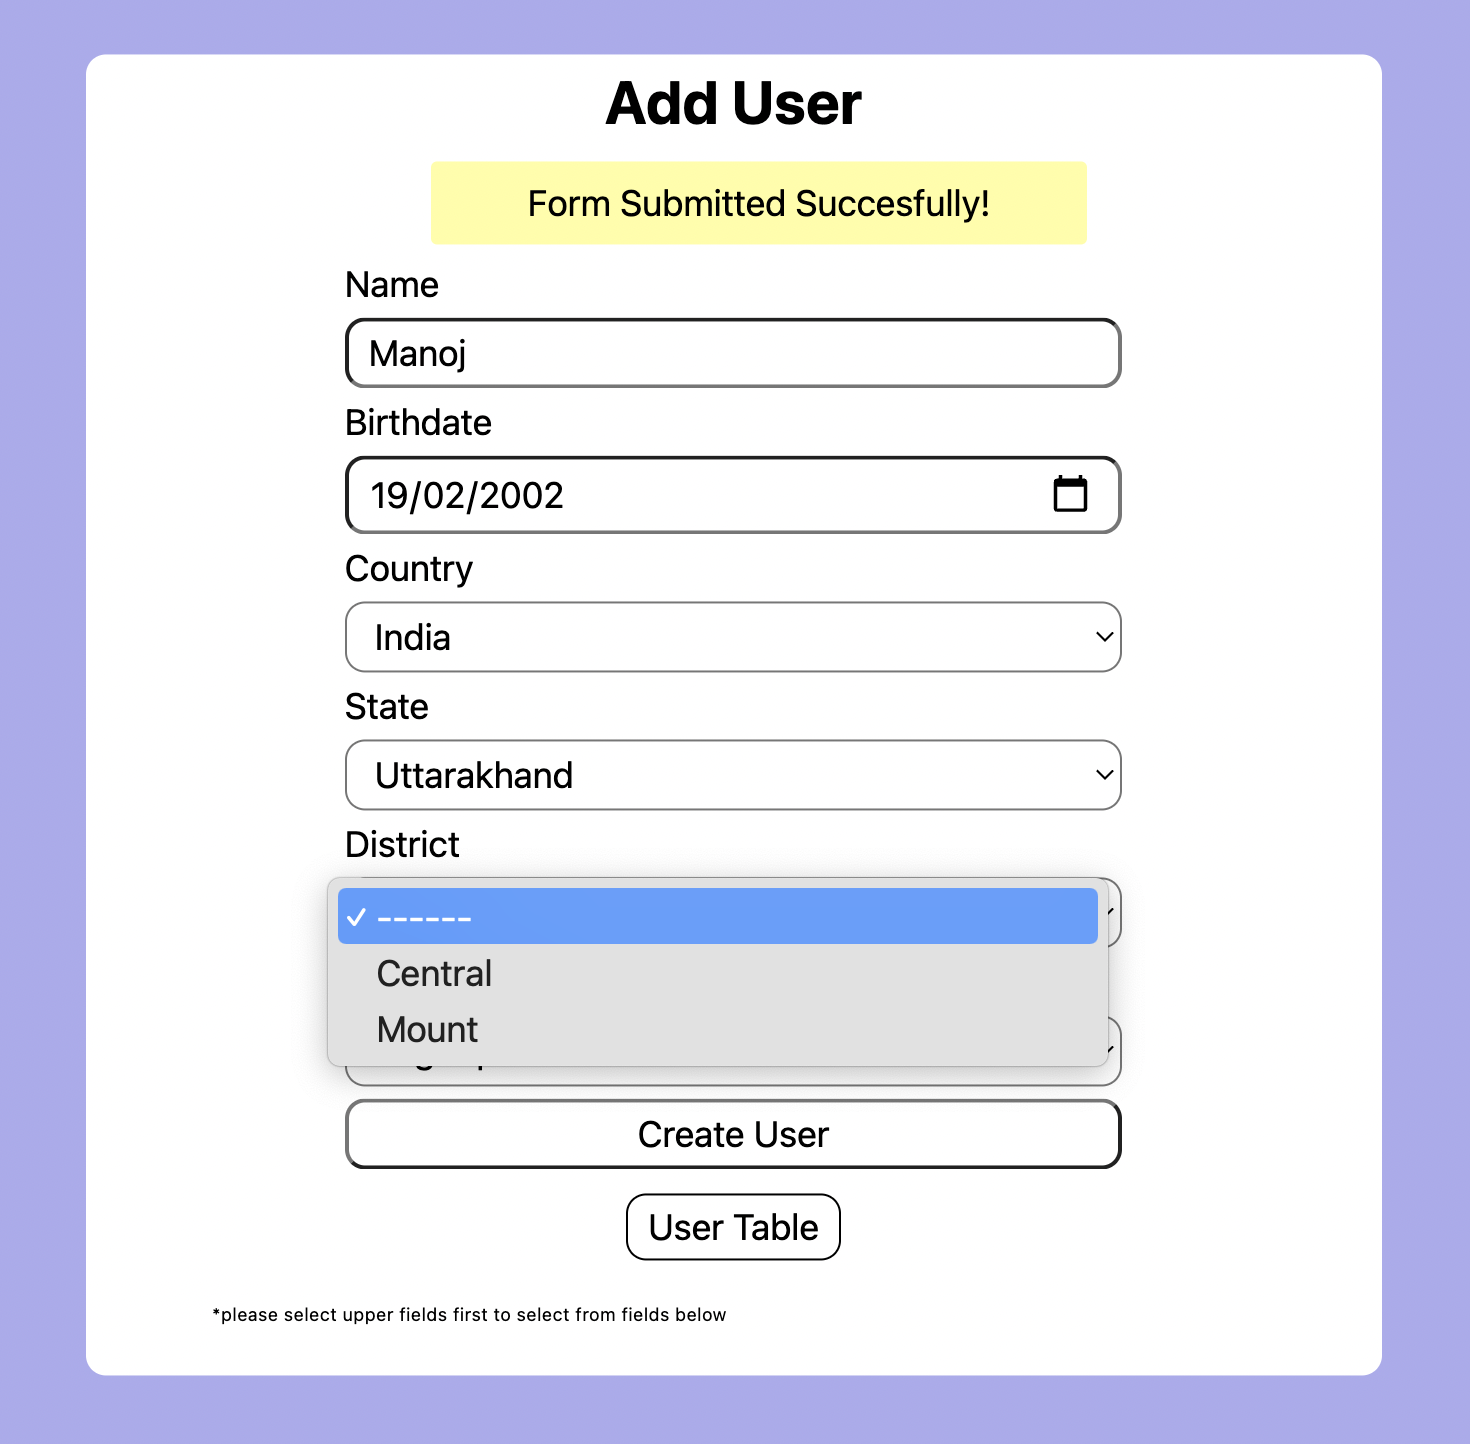 Add User
Form Submitted Succesfully!
Name
Manoj
Birthdate
19/02/2002
Country
India
State
Uttarakhand
District
------
Central
Mount
Create User
User Table
*please select upper fields first to select from fields below